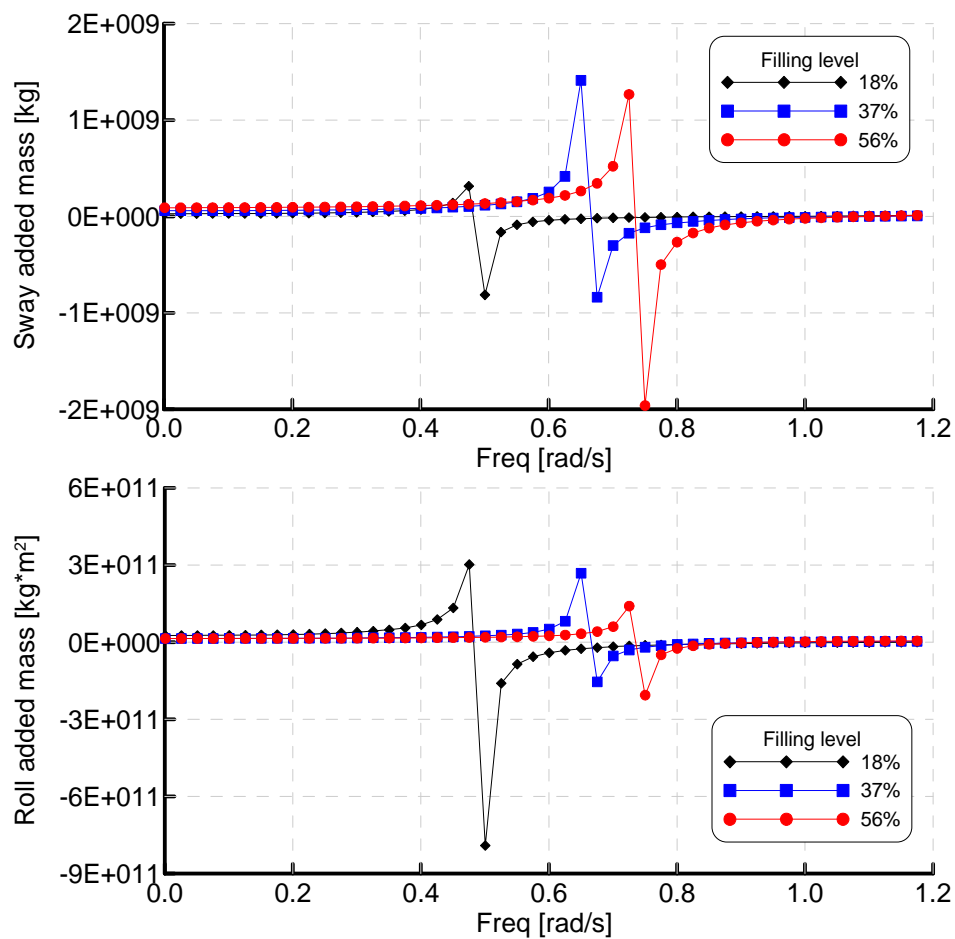 2E+009
1E+009
0E+000
-1E+009
-2E+009
Sway added mass [kg]
Filling level
18%
37%
56%
0.0 0.2 0.4 0.6 0.8 1.0 1.2
Freq [rad/s]
6E+011
3E+011
0E+000
-3E+011
-6E+011
-9E+011
Roll added mass [kg*m²]
Filling level
18%
37%
56%
0.0 0.2 0.4 0.6 0.8 1.0 1.2
Freq [rad/s]